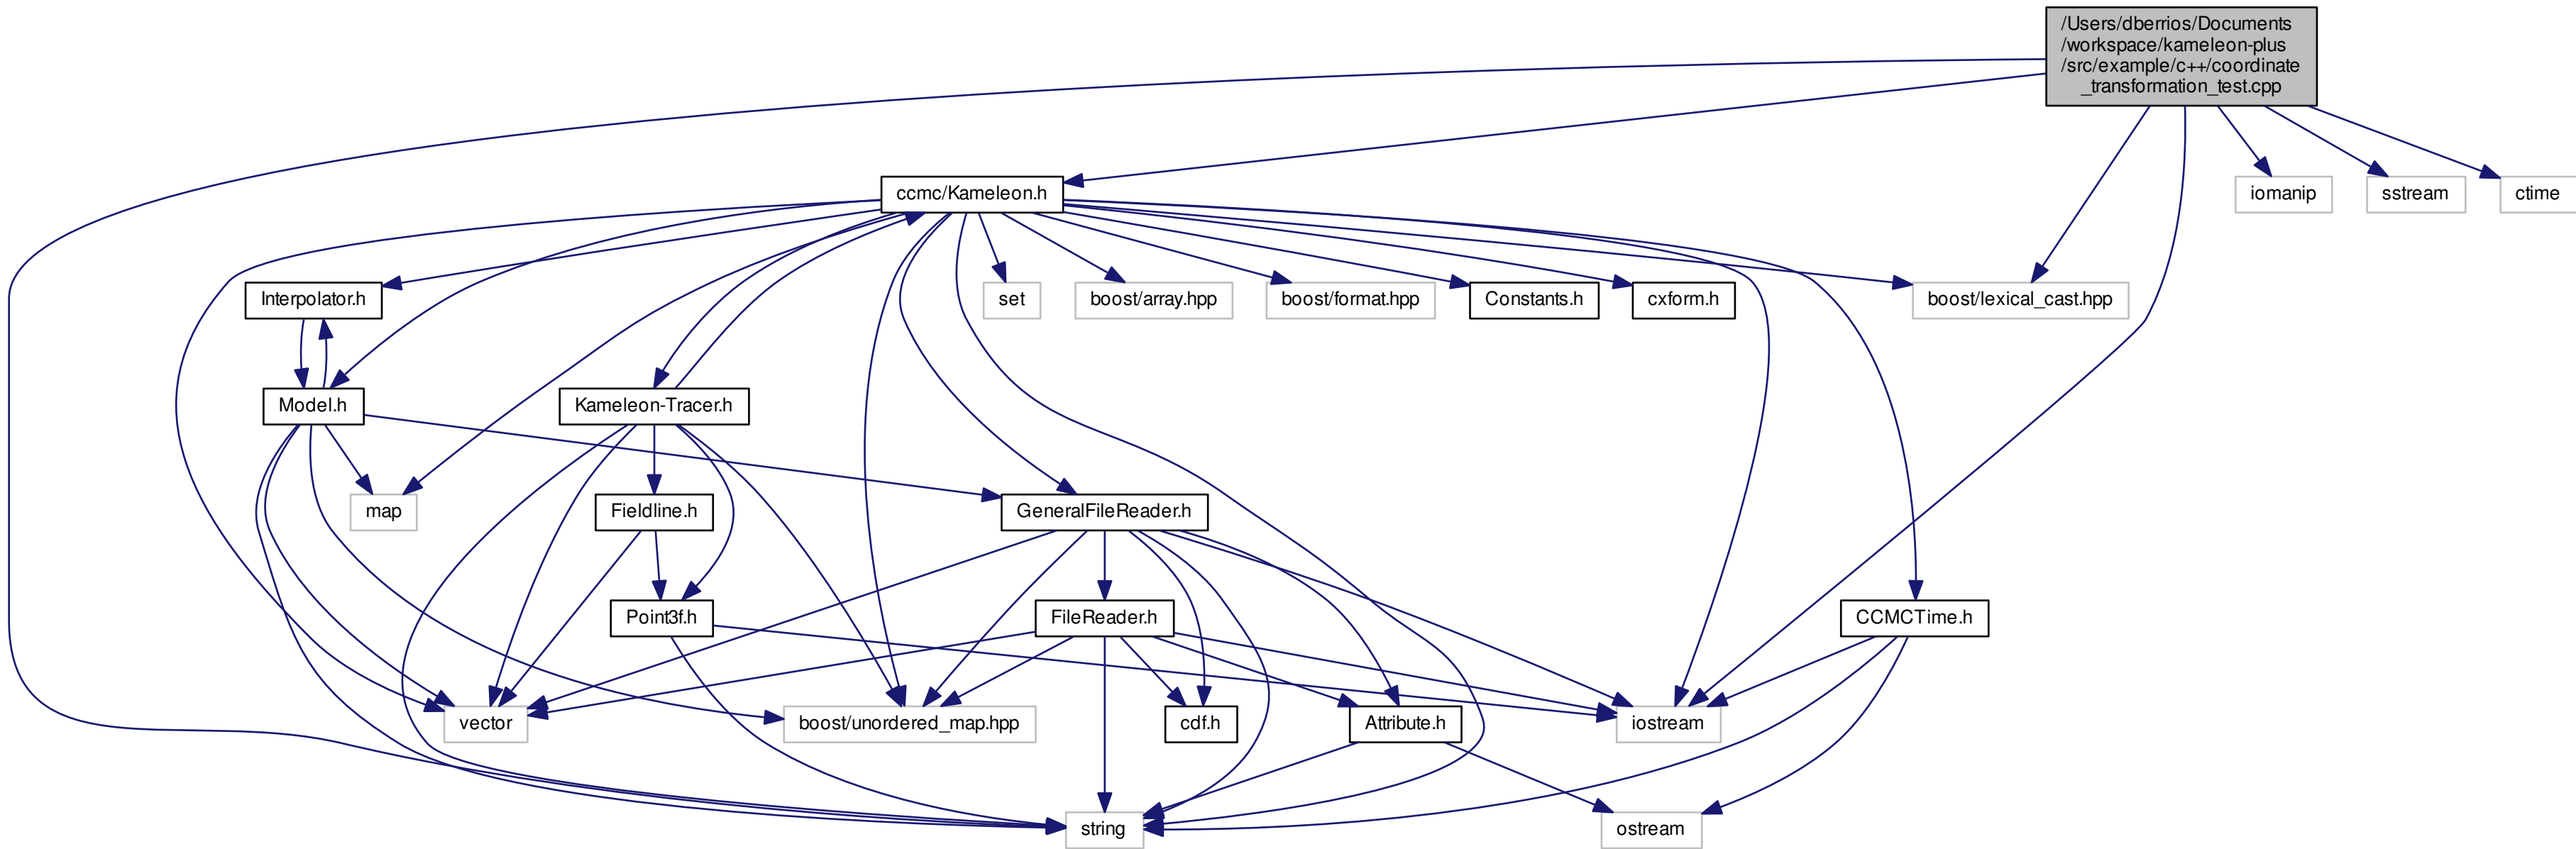 /Users/dberrios/Documents
/workspace/kameleon-plus
/src/example/c++/coordinate
_transformation_test.cpp
ccmc/Kameleon.h
iomanip
sstream
ctime
Interpolator.h
set
boost/array.hpp
boost/format.hpp
Constants.h
cxform.h
boost/lexical_cast.hpp
Model.h
Kameleon-Tracer.h
map
Fieldline.h
GeneralFileReader.h
Point3f.h
FileReader.h
CCMCTime.h
vector
boost/unordered_map.hpp
cdf.h
Attribute.h
iostream
string
ostream